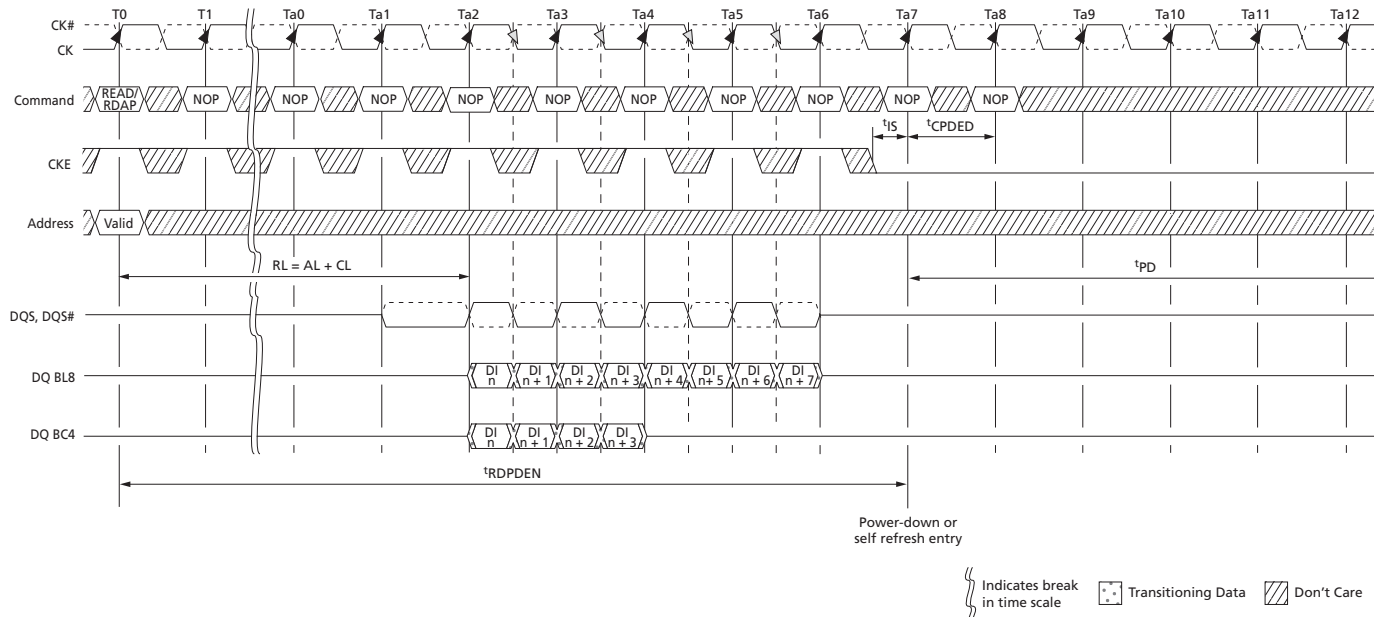 T0 T1 Ta0 Ta1 Ta2 Ta3 Ta4 Ta5 Ta6 Ta7 Ta8 Ta9 Ta10 Ta11 Ta12
CK#
CK
Command
READ/
RDAP
NOP NOP NOP NOP NOP NOP NOP NOP NOP NOP
tIS
tCPDED
CKE
Address
Valid
RL = AL + CL
tPD
DQS, DQS#
DQ BL8
DI DI DI DI DI DI DI DI
n n + 1 n + 2 n + 3 n + 4 n+ 5 n + 6 n + 7
DQ BC4
DI DI DI DI
n n + 1 n + 2 n + 3
tRDPDEN
Power-down or
self refresh entry
Indicates break
in time scale
Transitioning Data
Don't Care